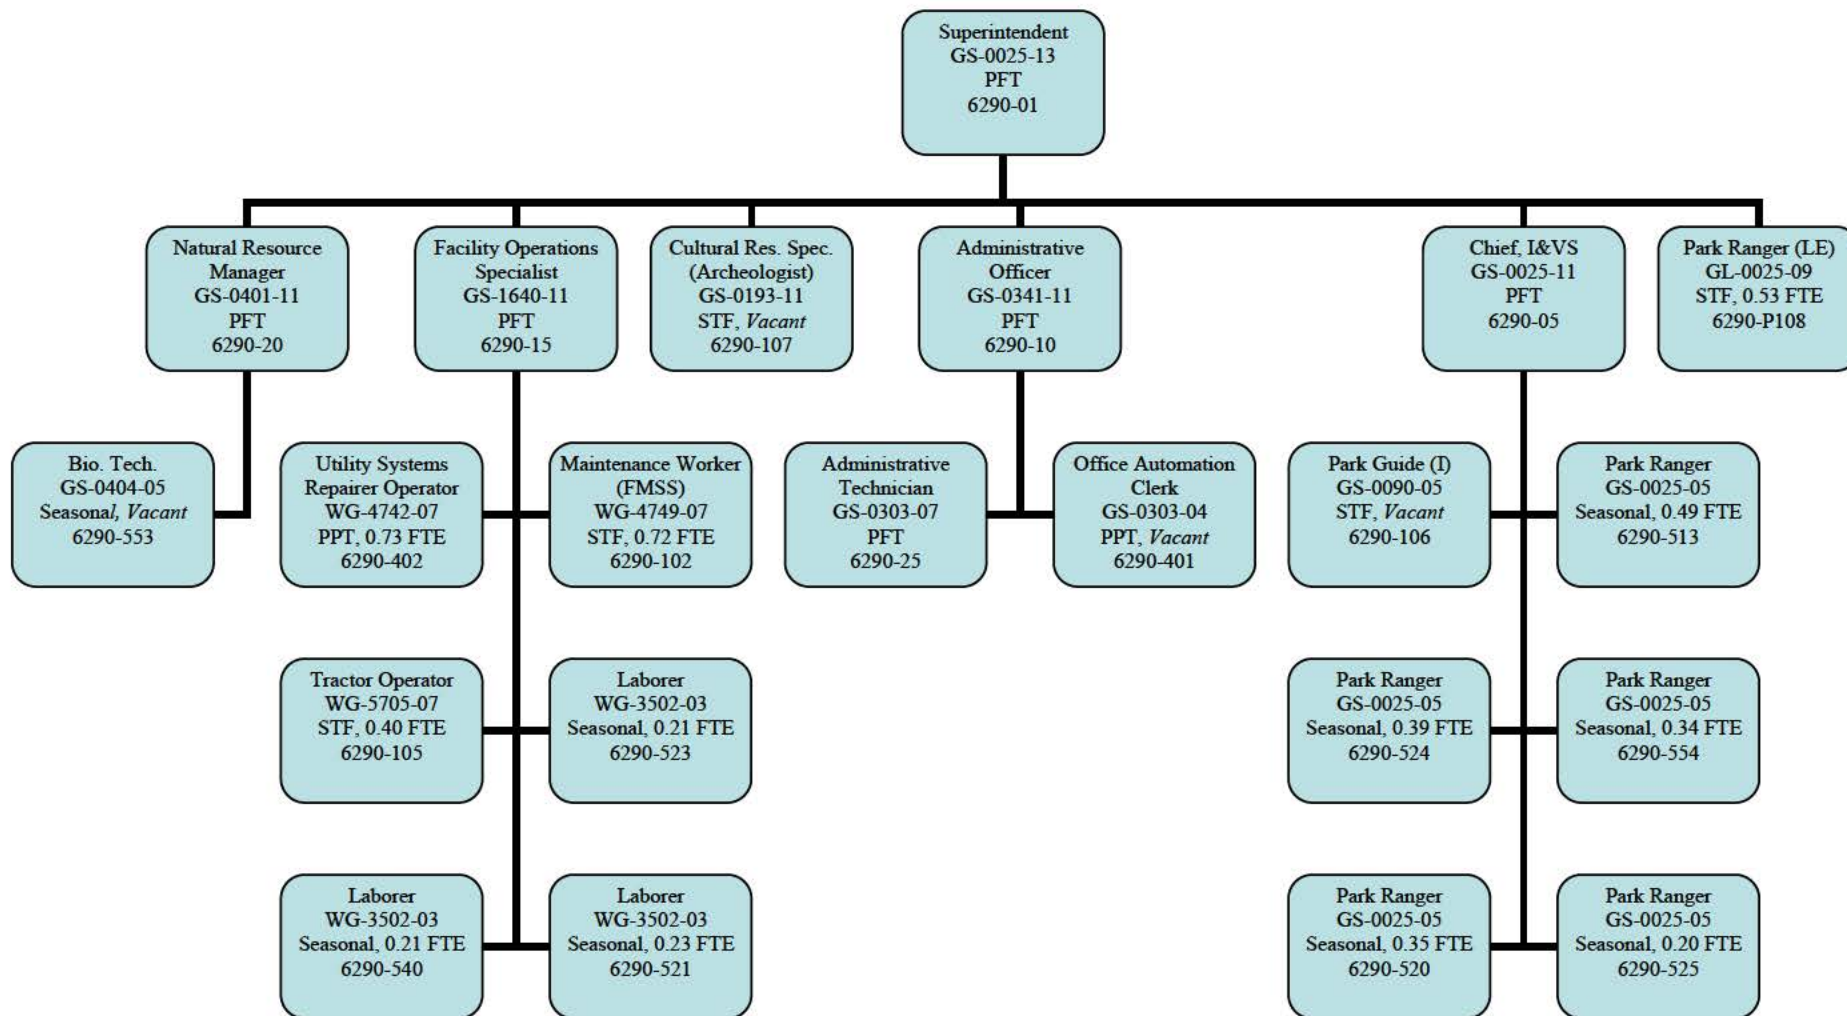 Superintendent
GS-0025-13
PFT
6290-01
Natural Resource
Manager
GS-0401-11
PFT
6290-20
Facility Operations
Specialist
GS-1640-11
PFT
6290-15
Cultural Res. Spec.
(Archeologist)
GS-0193-11
STF, Vacant
6290-107
Administrative
Officer
GS-0341-11
PFT
6290-10
Chief, I&VS
GS-0025-11
PFT
6290-05
Park Ranger (LE)
GL-0025-09
STF, 0.53 FTE
6290-P108
Bio. Tech.
GS-0404-05
Seasonal, Vacant
6290-553
Utility Systems
Repairer Operator
WG-4742-07
PPT, 0.73 FTE
6290-402
Maintenance Worker
(FMSS)
WG-4749-07
STF, 0.72 FTE
6290-102
Administrative
Technician
GS-0303-07
PFT
6290-25
Office Automation
Clerk
GS-0303-04
PPT, Vacant
6290-401
Park Guide (I)
GS-0090-05
STF, Vacant
6290-106
Park Ranger
GS-0025-05
Seasonal, 0.49 FTE
6290-513
Tractor Operator
WG-5705-07
STF, 0.40 FTE
6290-105
Laborer
WG-3502-03
Seasonal, 0.21 FTE
6290-523
Park Ranger
GS-0025-05
Seasonal, 0.39 FTE
6290-524
Park Ranger
GS-0025-05
Seasonal, 0.34 FTE
6290-554
Laborer
WG-3502-03
Seasonal, 0.21 FTE
6290-540
Laborer
WG-3502-03
Seasonal, 0.23 FTE
6290-521
Park Ranger
GS-0025-05
Seasonal, 0.35 FTE
6290-520
Park Ranger
GS-0025-05
Seasonal, 0.20 FTE
6290-525